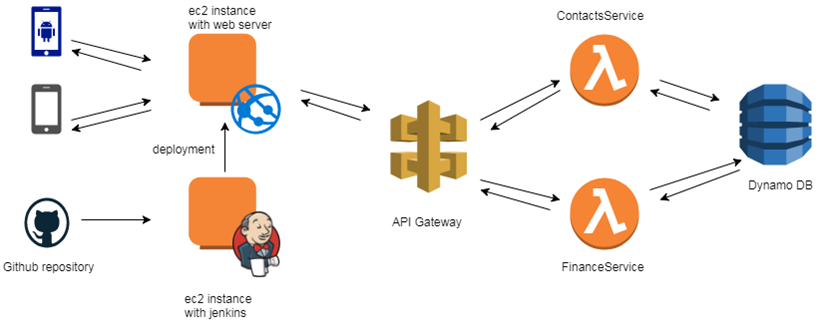 ec2 instance
with web server
ContactsService
deployment
API Gateway
Dynamo DB
Github repository
FinanceService
ec2 instance
with jenkins